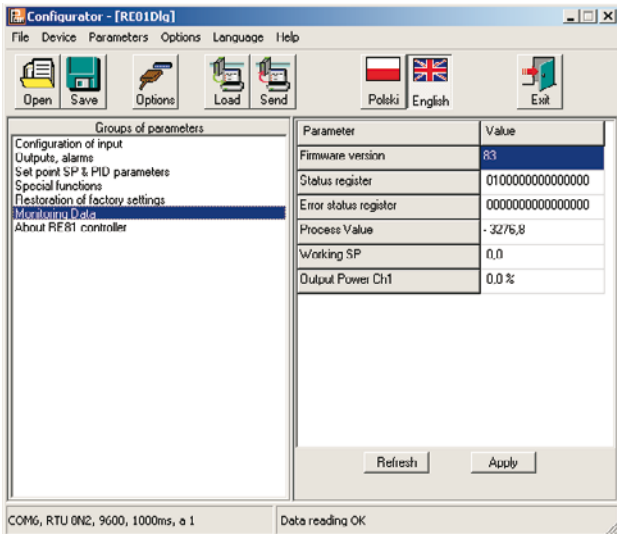 Configurator - [RE01Dlg]
File Device Parameters Options Language Help
Open Save Options Load Send Polski English Exit
Groups of parameters
Configuration of input
Outputs, alarms
Set point SP & PID parameters
Special functions
Restoration of factory settings
Monitoring Data
About RE81 controller
Parameter Value
Firmware version 83
Status register 0100000000000000
Error status register 0000000000000000
Process Value - 3276,8
Working SP 0,0
Output Power Ch1 0.0 %
Refresh Apply
COM6, RTU 8N2, 9600, 1000ms, a 1 Data reading OK